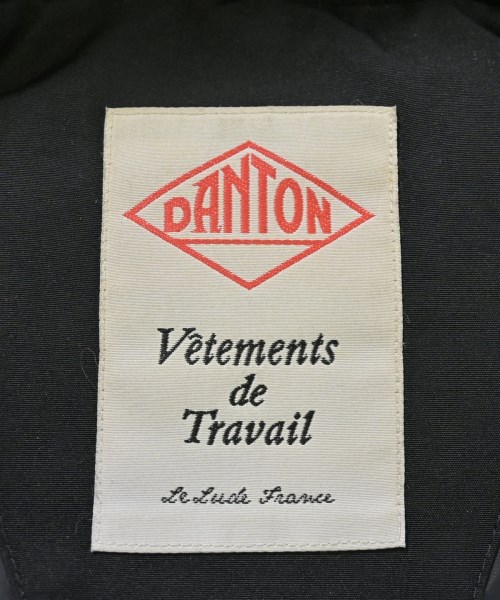 DANTON
Vêtements
de
Travail
Le Lude France